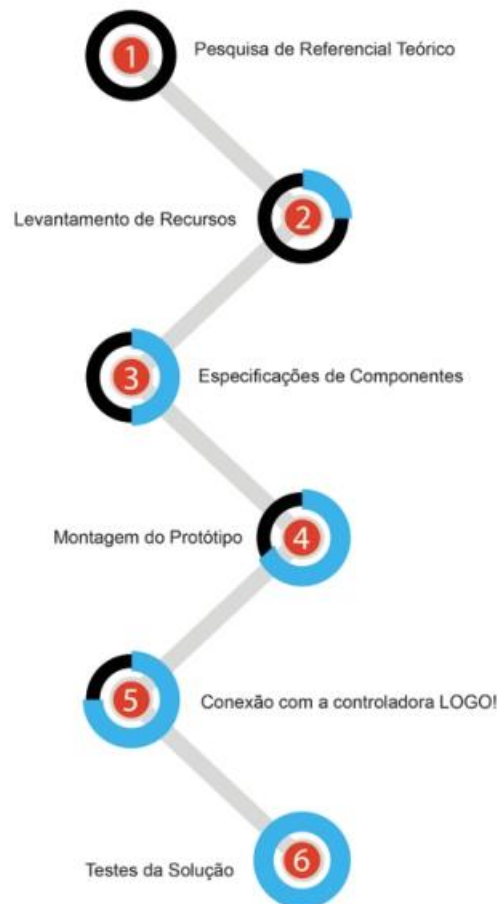 1 Pesquisa de Referencial Teórico
Levantamento de Recursos 2
3 Especificações de Componentes
Montagem do Protótipo 4
5 Conexão com a controladora LOGO!
Testes da Solução 6